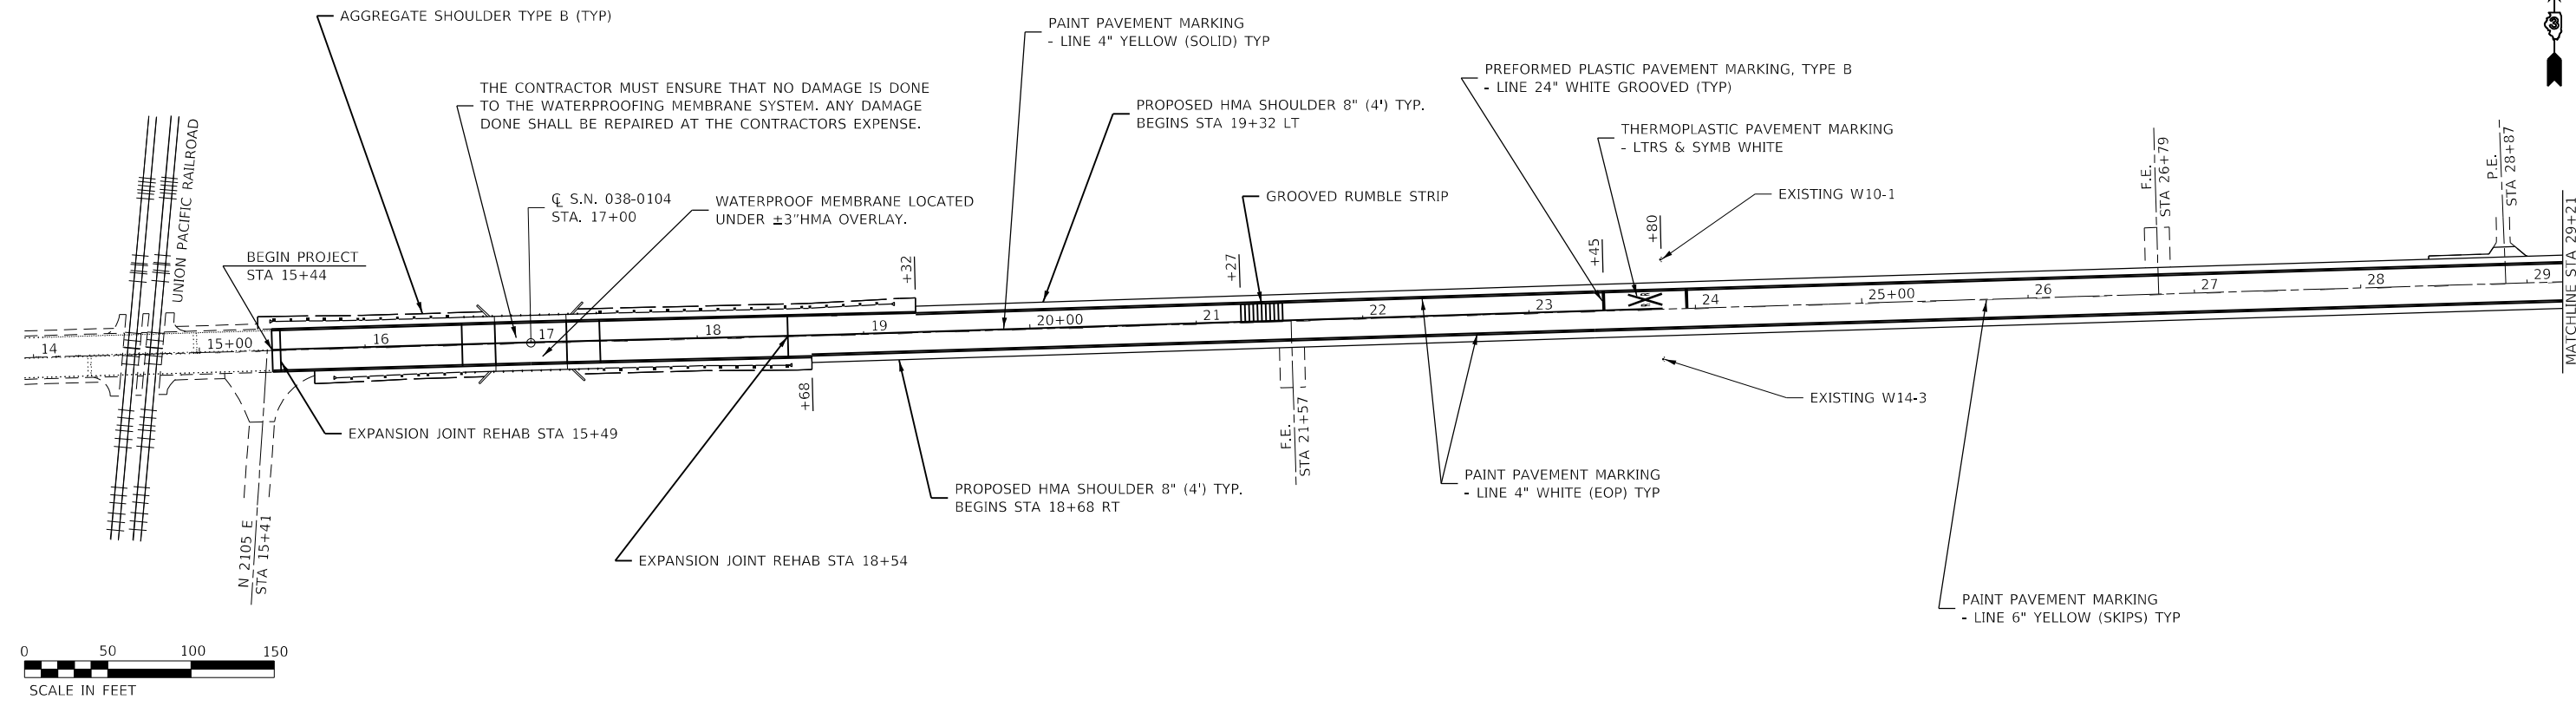 AGGREGATE SHOULDER TYPE B (TYP)
PAINT PAVEMENT MARKING
- LINE 4" YELLOW (SOLID) TYP
3
THE CONTRACTOR MUST ENSURE THAT NO DAMAGE IS DONE
TO THE WATERPROOFING MEMBRANE SYSTEM. ANY DAMAGE
DONE SHALL BE REPAIRED AT THE CONTRACTORS EXPENSE.
PREFORMED PLASTIC PAVEMENT MARKING, TYPE B
- LINE 24" WHITE GROOVED (TYP)
PROPOSED HMA SHOULDER 8" (4') TYP.
BEGINS STA 19+32 LT
THERMOPLASTIC PAVEMENT MARKING
- LTRS & SYMB WHITE
UNION PACIFIC RAILROAD
℄ S.N. 038-0104
STA. 17+00
WATERPROOF MEMBRANE LOCATED
UNDER ±3"HMA OVERLAY.
GROOVED RUMBLE STRIP
EXISTING W10-1
F.E.
STA 26+79
P.E.
STA 28+87
MATCHLINE STA 29+21
BEGIN PROJECT
STA 15+44
+32
+27
+45
+80
14
15+00
16
17
18
19
20+00
21
22
23
24
25+00
26
27
28
29
+68
F.E.
STA 21+57
EXISTING W14-3
EXPANSION JOINT REHAB STA 15+49
PROPOSED HMA SHOULDER 8" (4') TYP.
BEGINS STA 18+68 RT
PAINT PAVEMENT MARKING
- LINE 4" WHITE (EOP) TYP
N 2105 E
STA 15+41
EXPANSION JOINT REHAB STA 18+54
PAINT PAVEMENT MARKING
- LINE 6" YELLOW (SKIPS) TYP
0 50 100 150
SCALE IN FEET